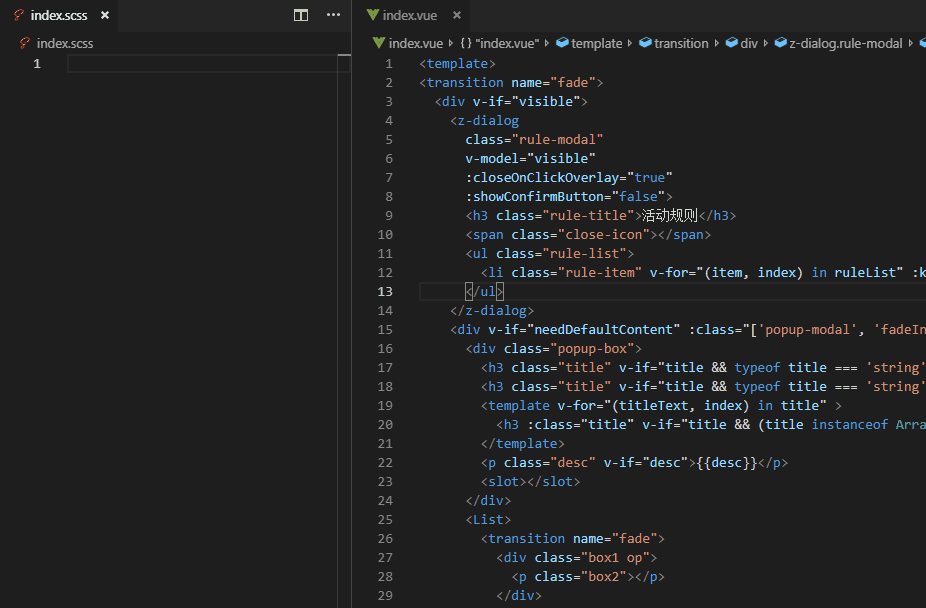 index.scss × ···
index.scss
1
index.vue ×
index.vue › {} "index.vue" › template › transition › div › z-dialog.rule-modal ›
1 <template>
2 <transition name="fade">
3 <div v-if="visible">
4 <z-dialog
5 class="rule-modal"
6 v-model="visible"
7 :closeOnClickOverlay="true"
8 :showConfirmButton="false">
9 <h3 class="rule-title">活动规则</h3>
10 <span class="close-icon"></span>
11 <ul class="rule-list">
12 <li class="rule-item" v-for="(item, index) in ruleList" :k
13 </ul>
14 </z-dialog>
15 <div v-if="needDefaultContent" :class="['popup-modal', 'fadeIn
16 <div class="popup-box">
17 <h3 class="title" v-if="title && typeof title === 'string'
18 <h3 class="title" v-if="title && typeof title === 'string'
19 <template v-for="(titleText, index) in title" >
20 <h3 :class="title" v-if="title && (title instanceof Arra
21 </template>
22 <p class="desc" v-if="desc">{{desc}}</p>
23 <slot></slot>
24 </div>
25 <List>
26 <transition name="fade">
27 <div class="box1 op">
28 <p class="box2"></p>
29 </div>